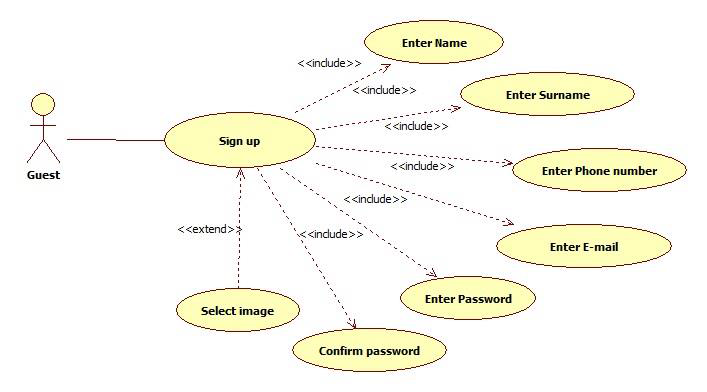 Enter Name
<<include>>
<<include>>
Enter Surname
<<include>>
Sign up
Guest
<<include>>
Enter Phone number
<<include>>
<<extend>>
<<include>>
Enter E-mail
Enter Password
Select image
Confirm password